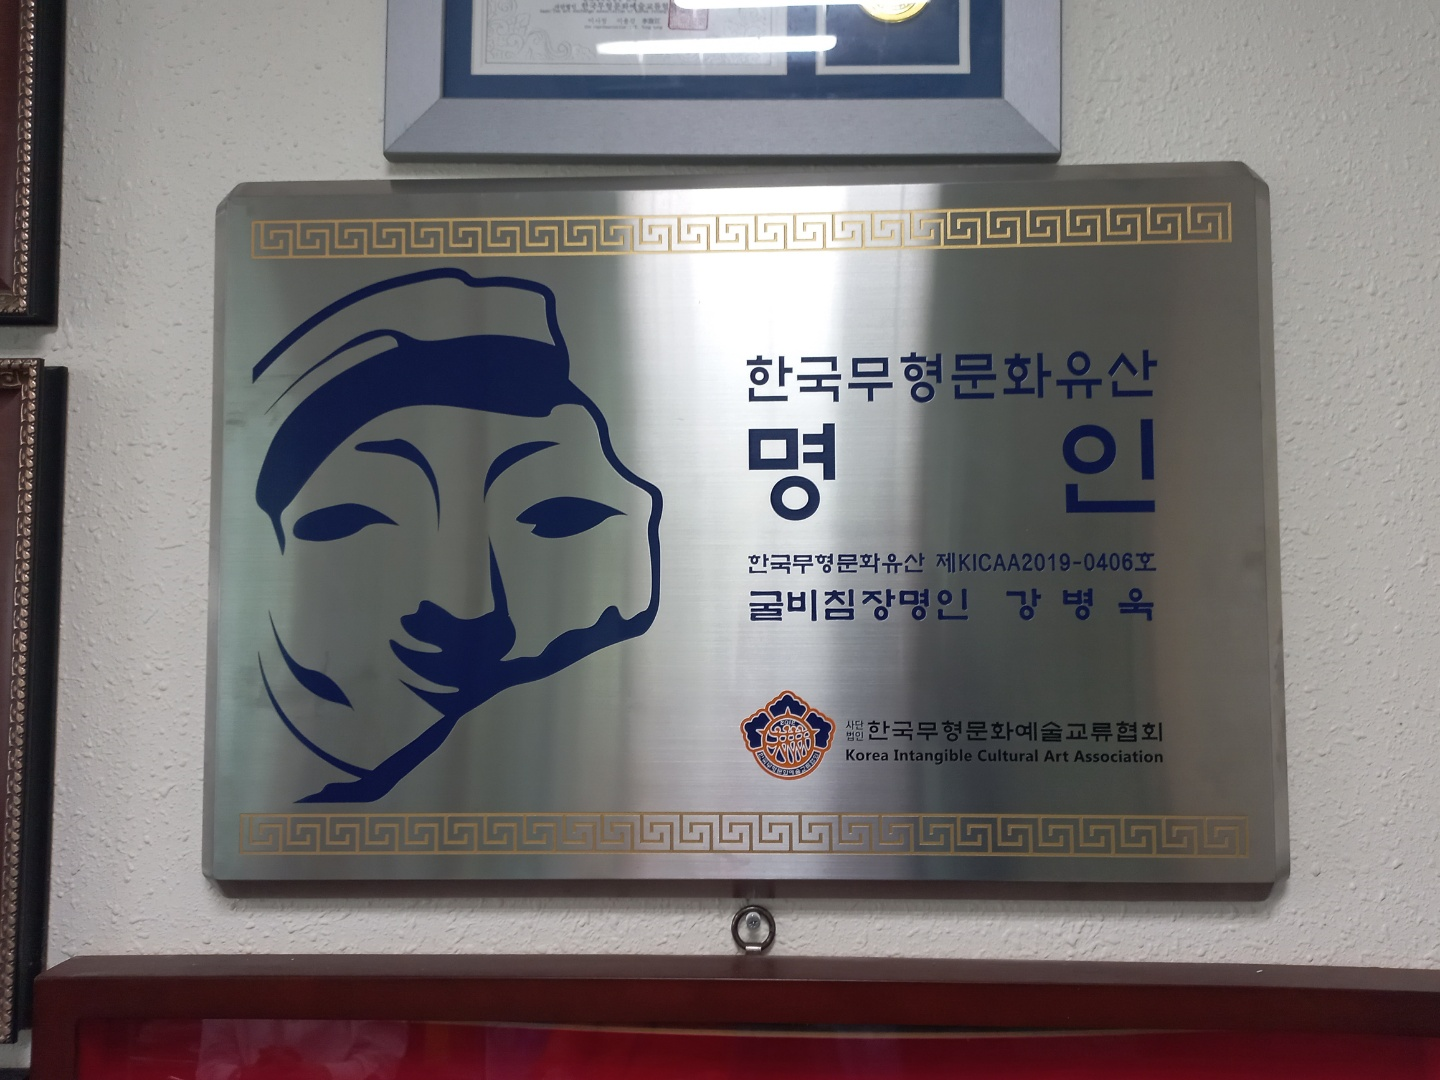 한국무형문화유산
명인
한국무형문화유산 제KICAA2019-0406호
굴비침장명인 강병욱
사단법인 한국무형문화예술교류협회
Korea Intangible Cultural Art Association